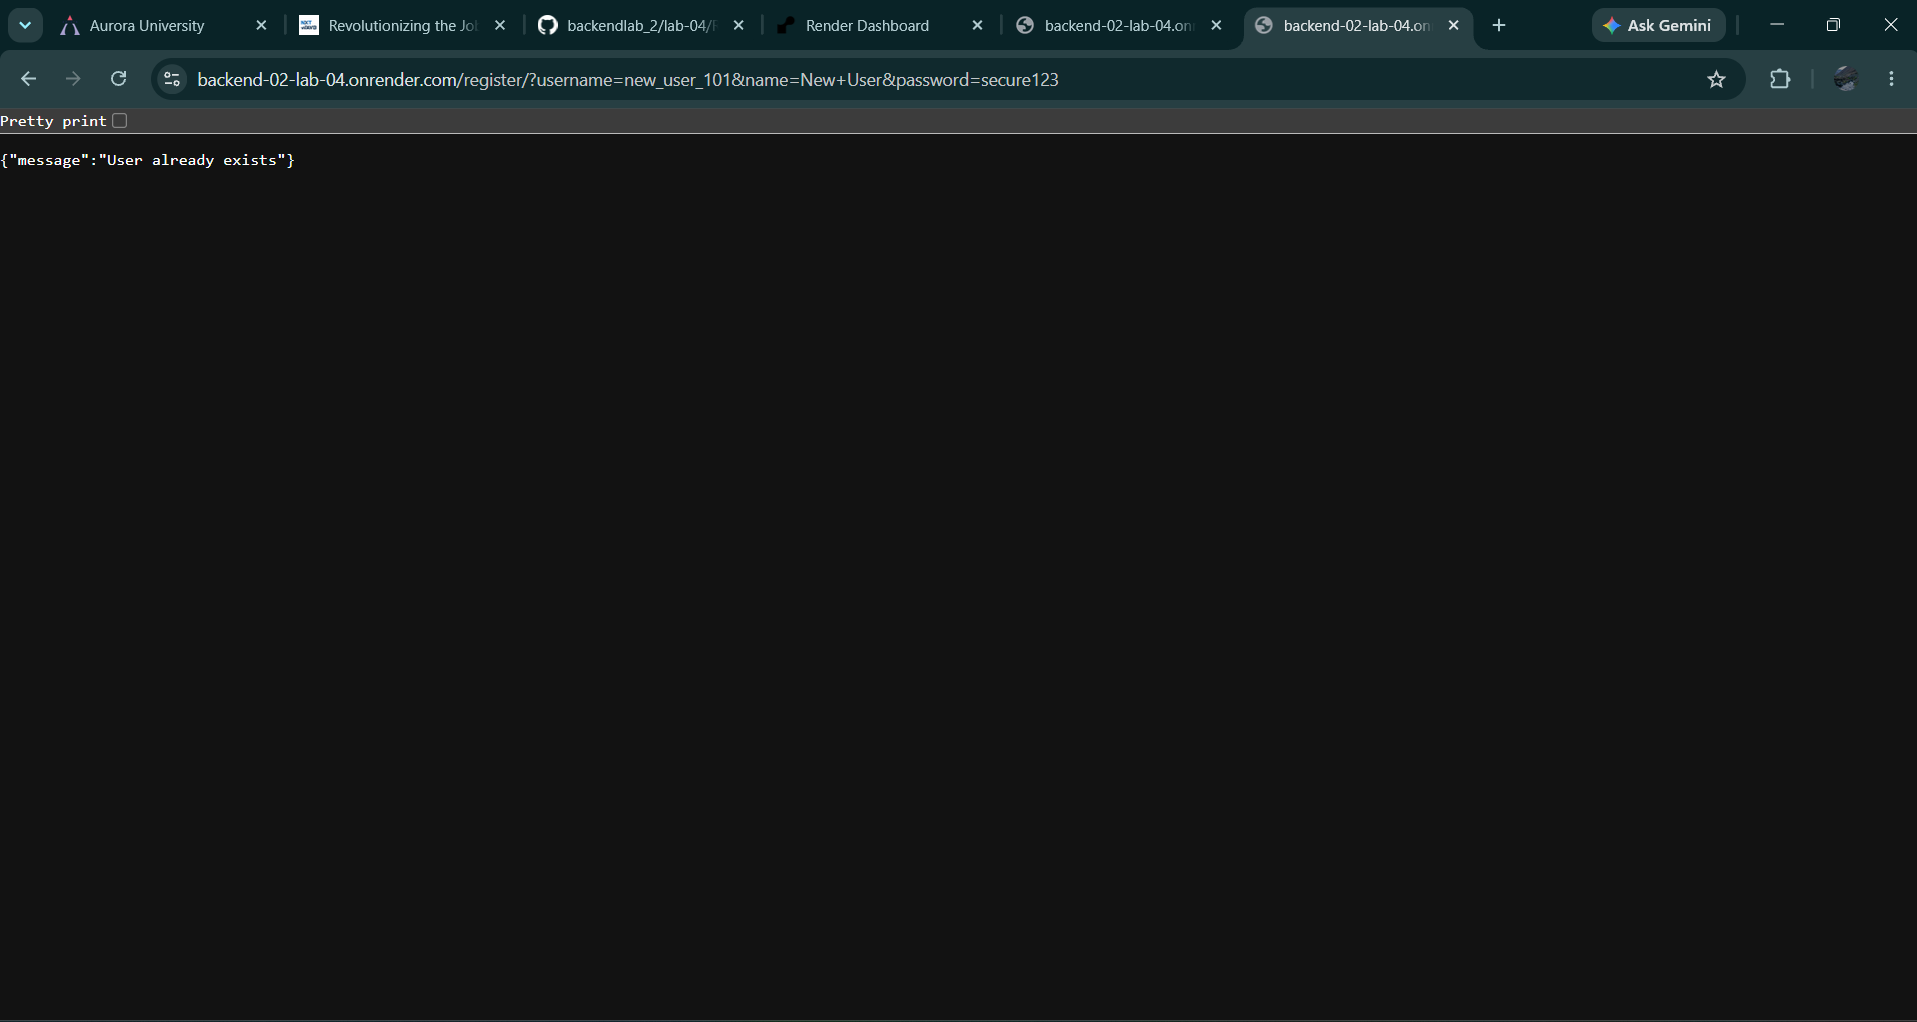 Aurora University
Revolutionizing the Jo
backendlab_2/lab-04/
Render Dashboard
backend-02-lab-04.on
backend-02-lab-04.on
Ask Gemini
backend-02-lab-04.onrender.com/register/?username=new_user_101&name=New+User&password=secure123
Pretty print
{"message":"User already exists"}